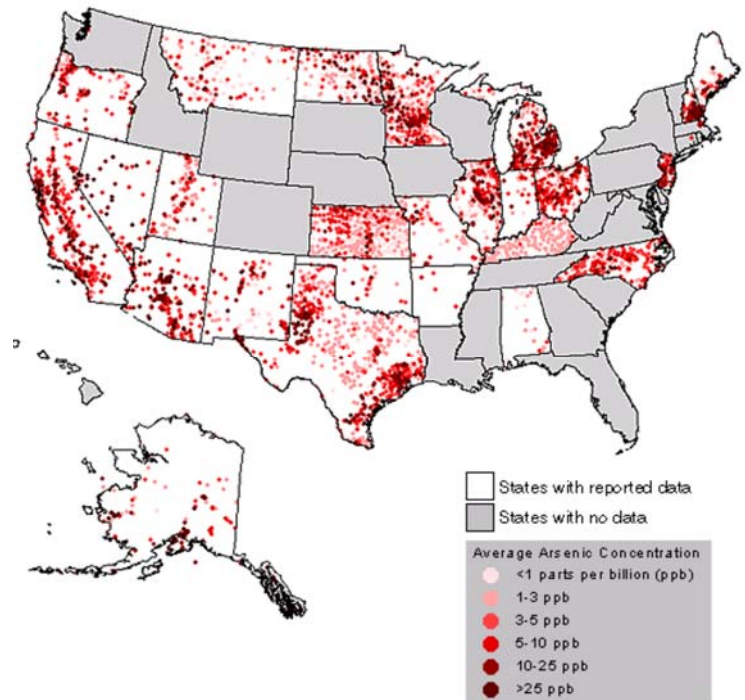 States with reported data
States with no data
Average Arsenic Concentration
<1 parts per billion (ppb)
1-3 ppb
3-5 ppb
5-10 ppb
10-25 ppb
>25 ppb